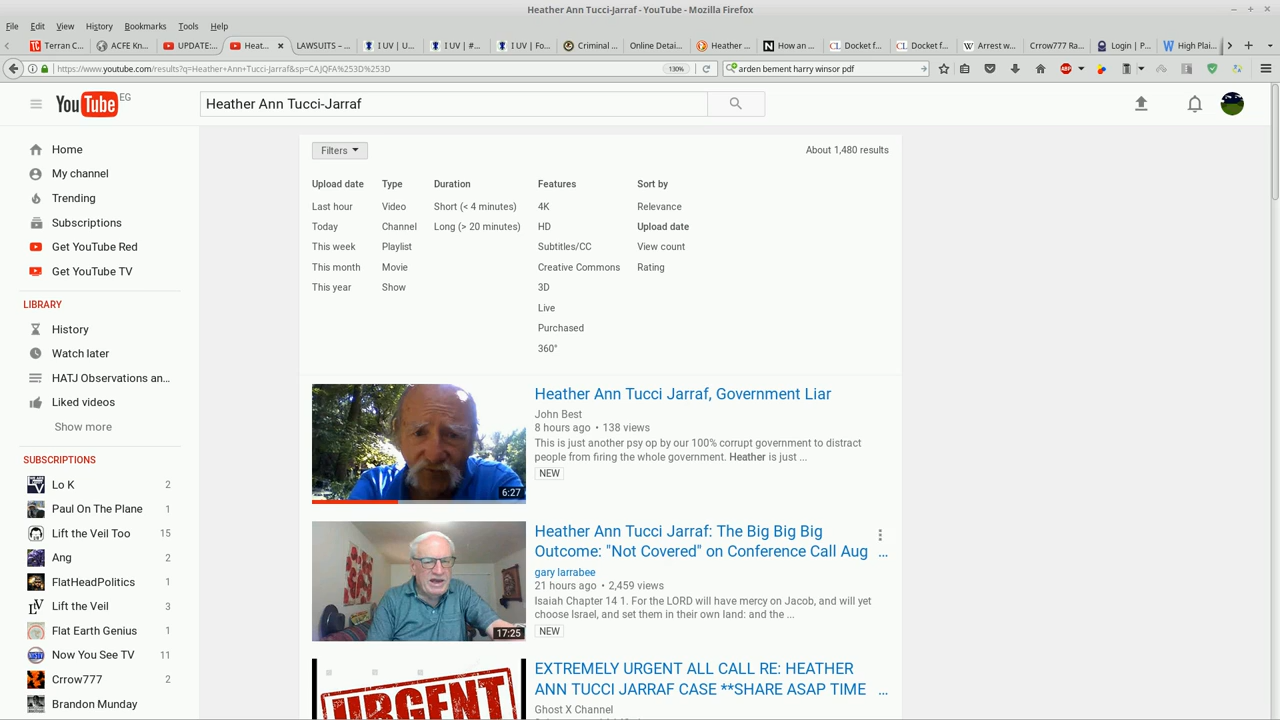 Heather Ann Tucci-Jarraf - YouTube - Mozilla Firefox
File Edit View History Bookmarks Tools Help
Terran C... ACFE Kn... UPDATE:... Heat... LAWSUITS – ... I UV | U... I UV | #... I UV | Fo... Criminal ... Online Detai... Heather ... How an ... Docket f... Docket f... Arrest w... Crrow777 Ra... Login | P... High Plai...
https://www.youtube.com/results?q=Heather+Ann+Tucci-Jarraf&sp=CAJQFA%253D%253D 130% arden bement harry winsor pdf
YouTube EG Heather Ann Tucci-Jarraf
Home
My channel
Trending
Subscriptions
Get YouTube Red
Get YouTube TV
LIBRARY
History
Watch later
HATJ Observations an...
Liked videos
Show more
SUBSCRIPTIONS
Lo K 2
Paul On The Plane 1
Lift the Veil Too 15
Ang 2
FlatHeadPolitics 1
Lift the Veil 3
Flat Earth Genius 1
Now You See TV 11
Crrow777 2
Brandon Munday
Filters About 1,480 results
Upload date Type Duration Features Sort by
Last hour Video Short (< 4 minutes) 4K Relevance
Today Channel Long (> 20 minutes) HD Upload date
This week Playlist Subtitles/CC View count
This month Movie Creative Commons Rating
This year Show 3D
Live
Purchased
360°
Heather Ann Tucci Jarraf, Government Liar
John Best
8 hours ago • 138 views
This is just another psy op by our 100% corrupt government to distract
people from firing the whole government. Heather is just ...
NEW
6:27
Heather Ann Tucci Jarraf: The Big Big Big
Outcome: "Not Covered" on Conference Call Aug ...
gary larrabee
21 hours ago • 2,459 views
Isaiah Chapter 14 1. For the LORD will have mercy on Jacob, and will yet
choose Israel, and set them in their own land: and the ...
NEW
17:25
EXTREMELY URGENT ALL CALL RE: HEATHER
ANN TUCCI JARRAF CASE **SHARE ASAP TIME ...
Ghost X Channel
URGENT